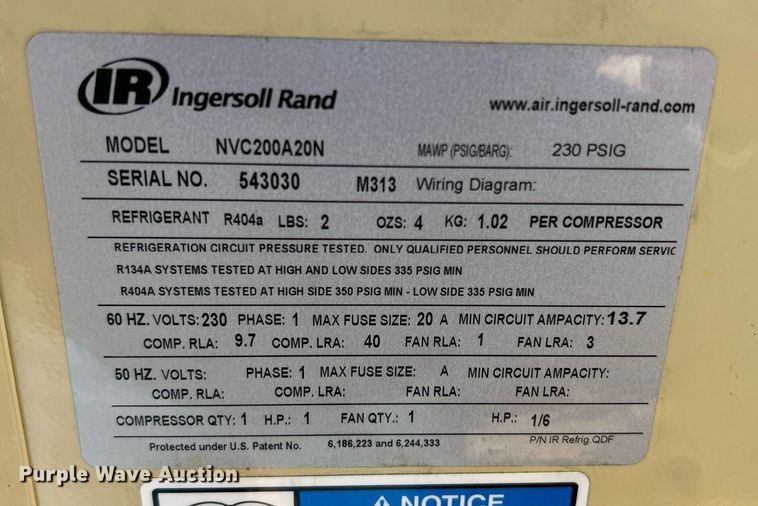 IR Ingersoll Rand
www.air.ingersoll-rand.com
MODEL NVC200A20N MAWP (PSIG/BARG): 230 PSIG
SERIAL NO. 543030 M313 Wiring Diagram:
REFRIGERANT R404a LBS: 2 OZS: 4 KG: 1.02 PER COMPRESSOR
REFRIGERATION CIRCUIT PRESSURE TESTED. ONLY QUALIFIED PERSONNEL SHOULD PERFORM SERVIC
R134A SYSTEMS TESTED AT HIGH AND LOW SIDES 335 PSIG MIN
R404A SYSTEMS TESTED AT HIGH SIDE 350 PSIG MIN - LOW SIDE 335 PSIG MIN
60 HZ. VOLTS: 230 PHASE: 1 MAX FUSE SIZE: 20 A MIN CIRCUIT AMPACITY: 13.7
COMP. RLA: 9.7 COMP. LRA: 40 FAN RLA: 1 FAN LRA: 3
50 HZ. VOLTS: PHASE: 1 MAX FUSE SIZE: A MIN CIRCUIT AMPACITY:
COMP. RLA: COMP. LRA: FAN RLA: FAN LRA:
COMPRESSOR QTY: 1 H.P.: 1 FAN QTY.: 1 H.P.: 1/6
Protected under U.S. Patent No. 6,186,223 and 6,244,333 P/N IR Refrig.QDF
Purple Wave Auction
NOTICE